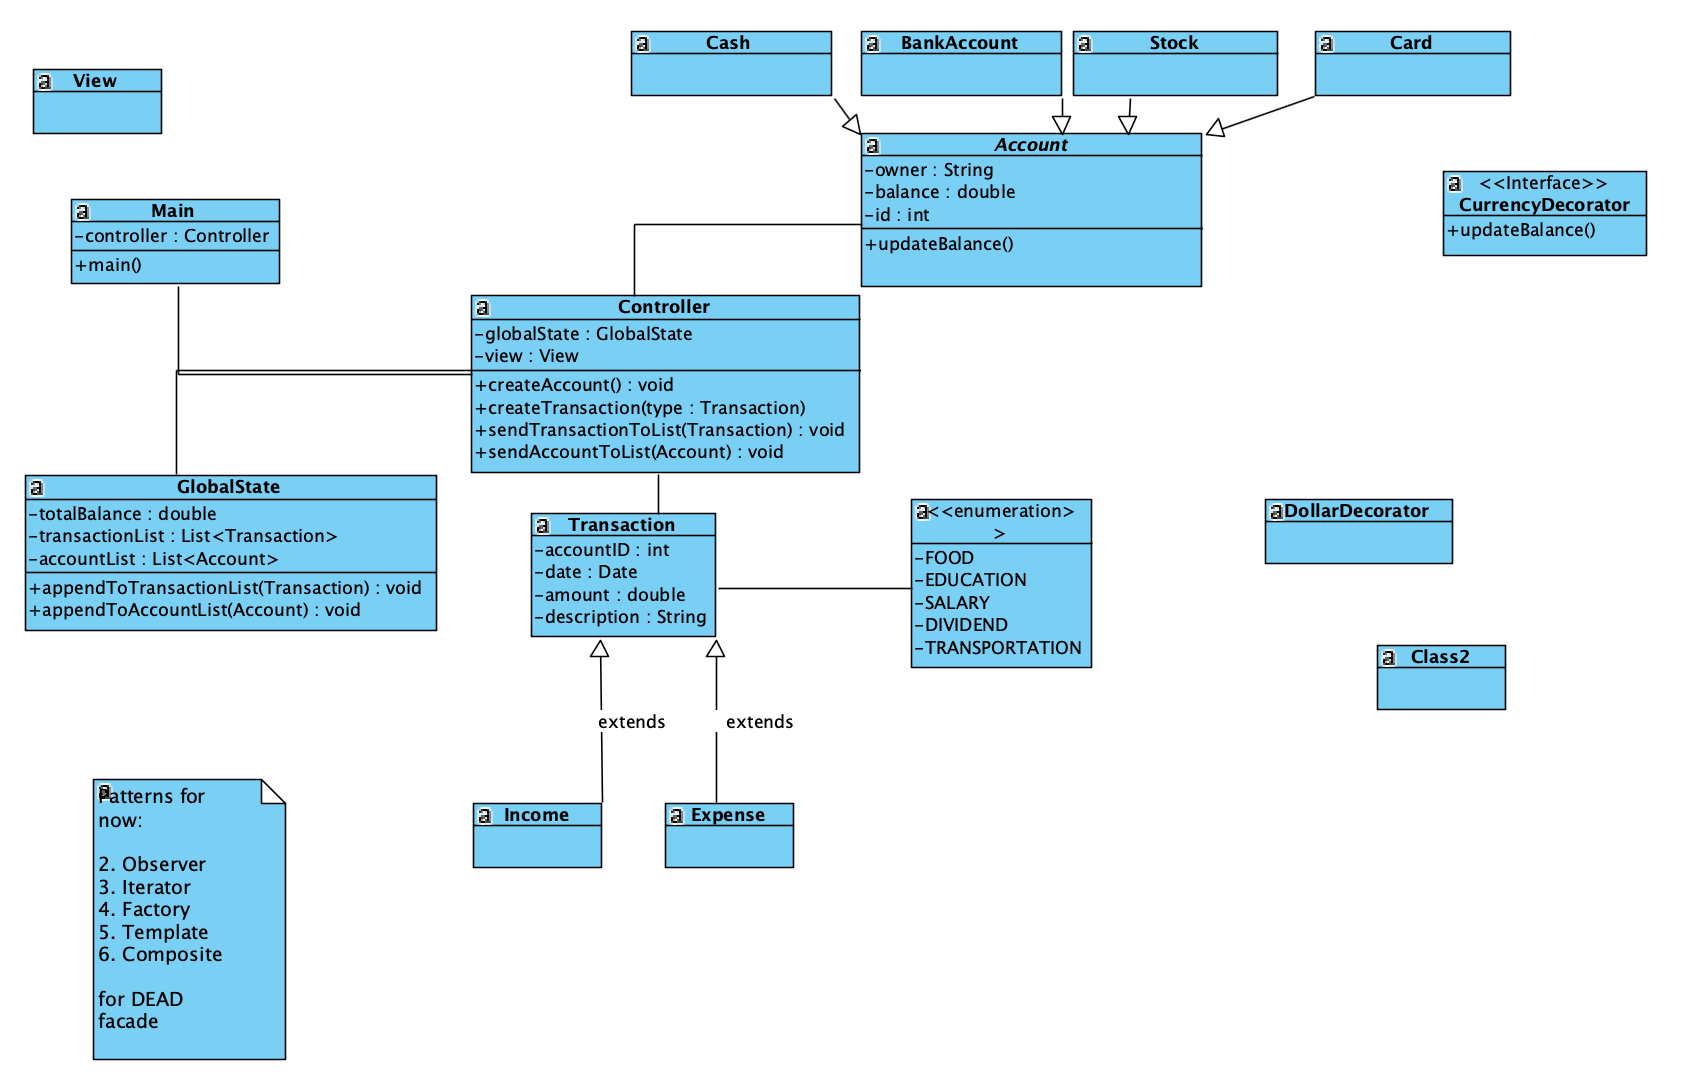 Cash
BankAccount
Stock
Card
View
Account
-owner : String
-balance : double
-id : int
+updateBalance()
<<Interface>>
CurrencyDecorator
+updateBalance()
Main
-controller : Controller
+main()
Controller
-globalState : GlobalState
-view : View
+createAccount() : void
+createTransaction(type : Transaction)
+sendTransactionToList(Transaction) : void
+sendAccountToList(Account) : void
GlobalState
-totalBalance : double
-transactionList : List<Transaction>
-accountList : List<Account>
+appendToTransactionList(Transaction) : void
+appendToAccountList(Account) : void
Transaction
-accountID : int
-date : Date
-amount : double
-description : String
<<enumeration>
>
-FOOD
-EDUCATION
-SALARY
-DIVIDEND
-TRANSPORTATION
DollarDecorator
Class2
extends
extends
Income
Expense
Patterns for
now:
2. Observer
3. Iterator
4. Factory
5. Template
6. Composite
for DEAD
facade